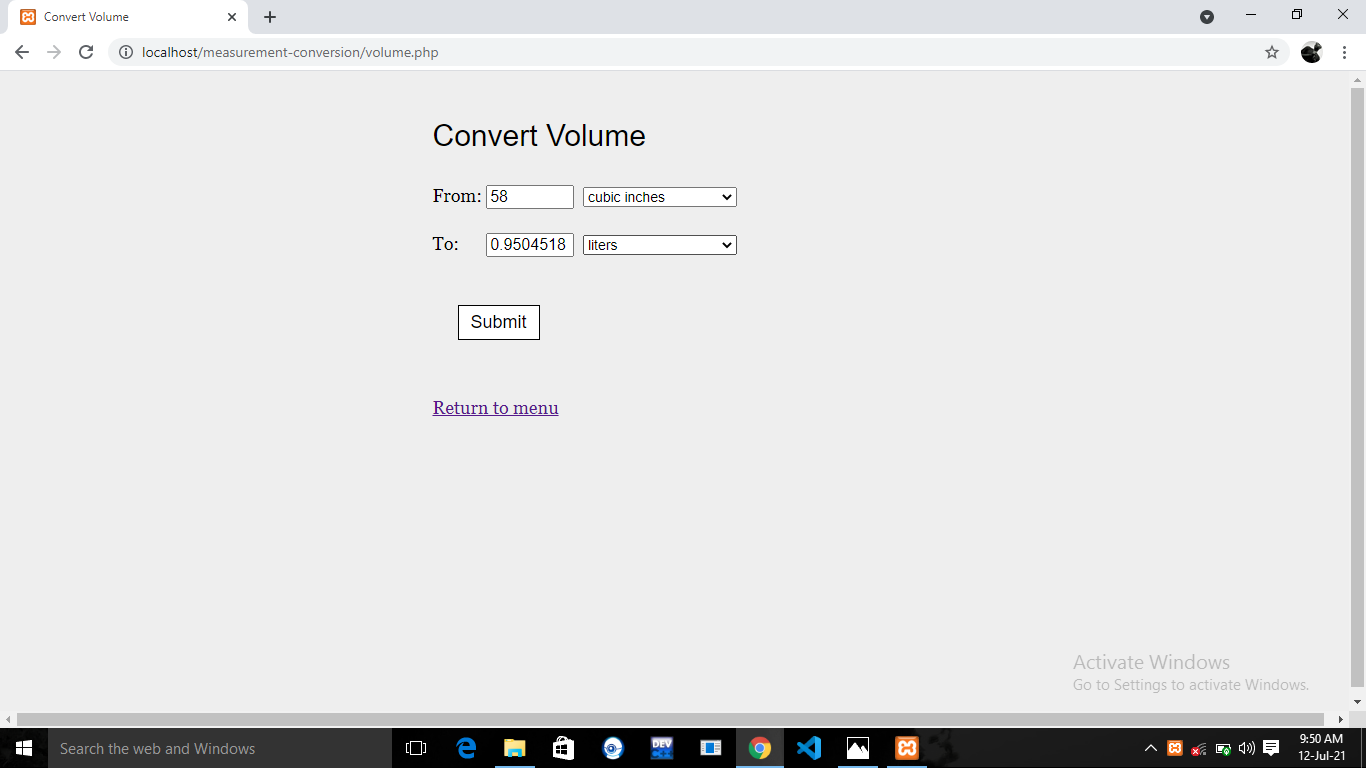 Convert Volume
localhost/measurement-conversion/volume.php
Convert Volume
From: 58 cubic inches
To: 0.9504518 liters
Submit
Return to menu
Activate Windows
Go to Settings to activate Windows.
Search the web and Windows
DEV
9:50 AM
12-Jul-21